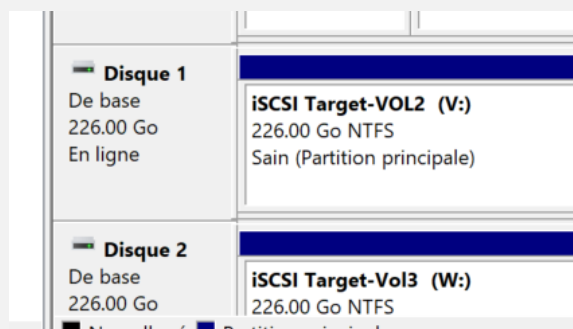 Disque 1
De base
226.00 Go
En ligne
iSCSI Target-VOL2 (V:)
226.00 Go NTFS
Sain (Partition principale)
Disque 2
De base
226.00 Go
iSCSI Target-Vol3 (W:)
226.00 Go NTFS